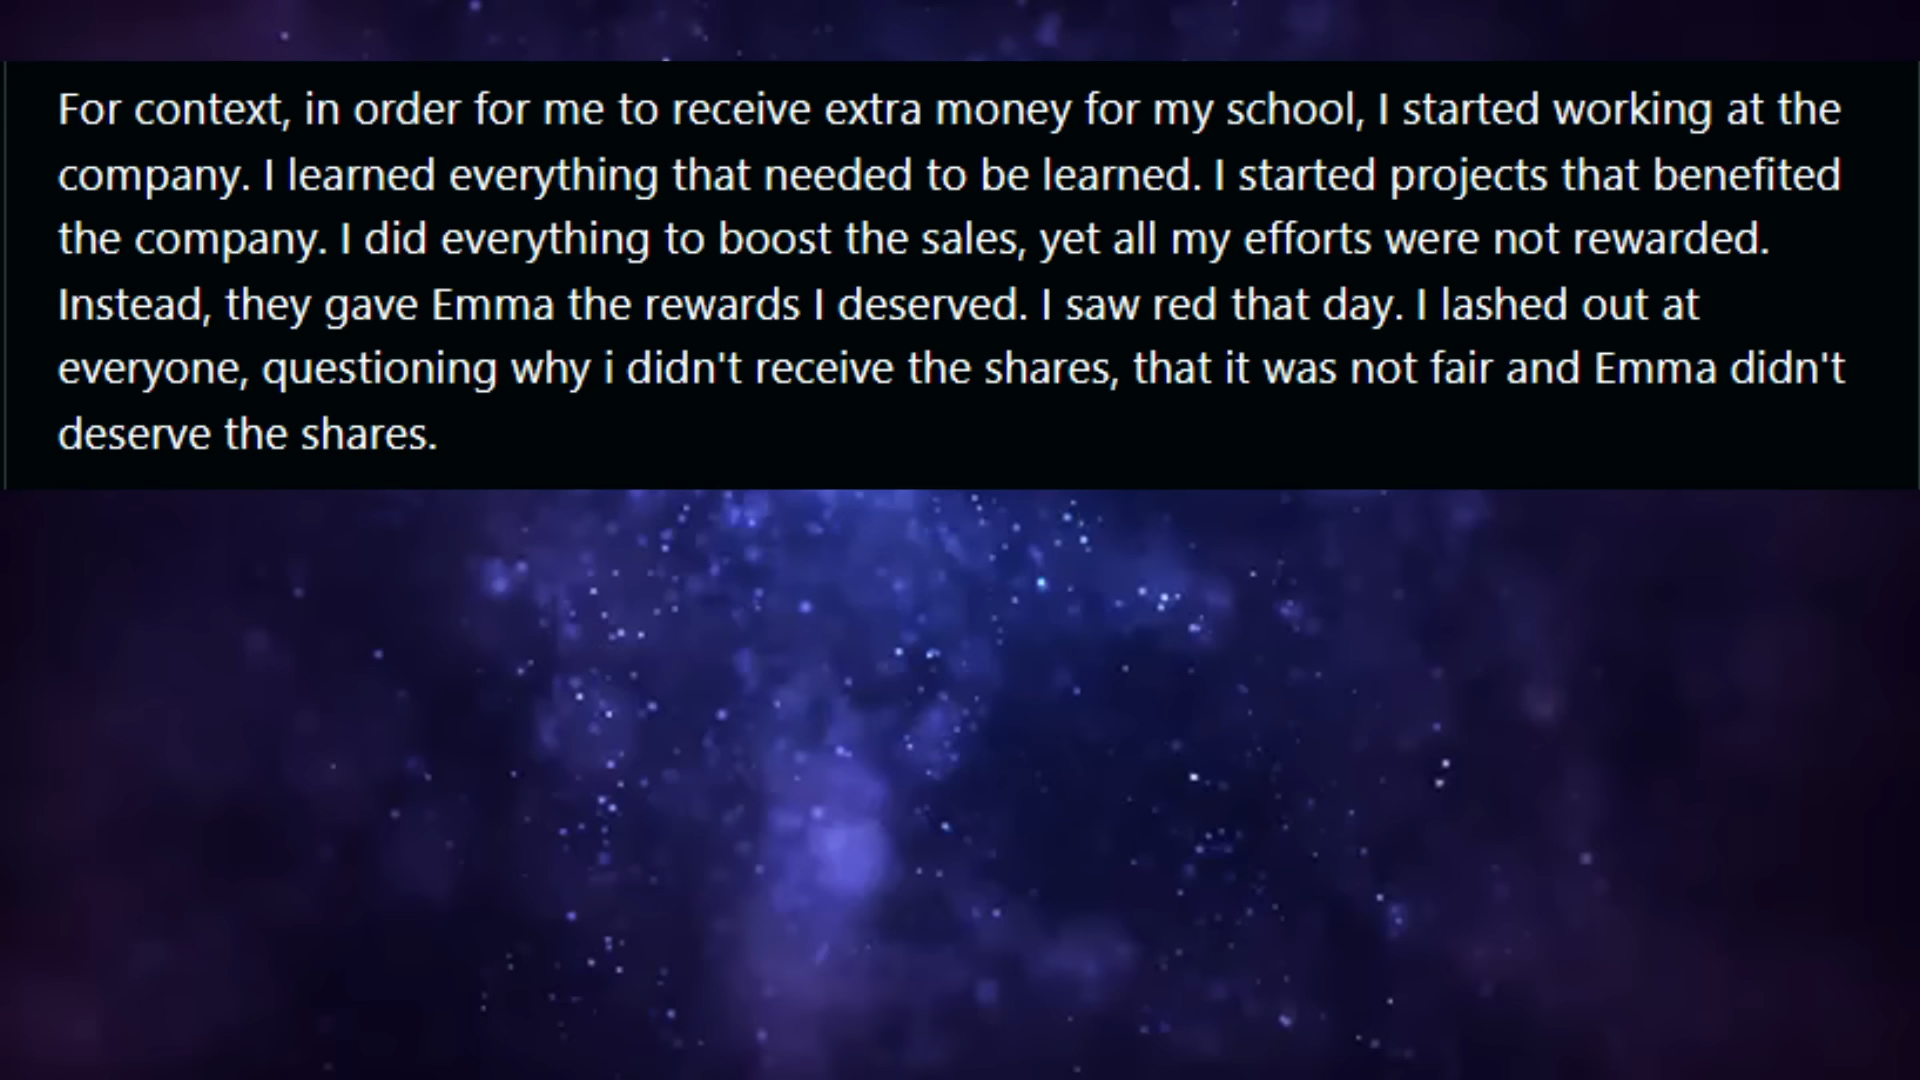 For context, in order for me to receive extra money for my school, I started working at the
company. I learned everything that needed to be learned. I started projects that benefited
the company. I did everything to boost the sales, yet all my efforts were not rewarded.
Instead, they gave Emma the rewards I deserved. I saw red that day. I lashed out at
everyone, questioning why i didn't receive the shares, that it was not fair and Emma didn't
deserve the shares.